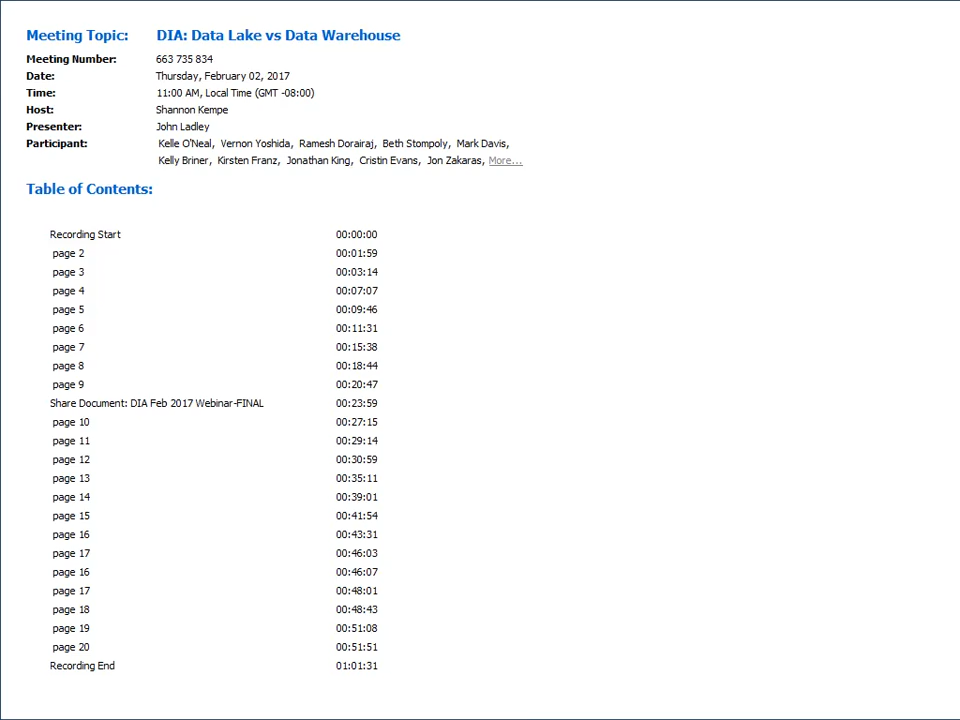 Meeting Topic: DIA: Data Lake vs Data Warehouse
Meeting Number: 663 735 834
Date: Thursday, February 02, 2017
Time: 11:00 AM, Local Time (GMT -08:00)
Host: Shannon Kempe
Presenter: John Ladley
Participant: Kelle O'Neal, Vernon Yoshida, Ramesh Dorairaj, Beth Stompoly, Mark Davis,
Kelly Briner, Kirsten Franz, Jonathan King, Cristin Evans, Jon Zakaras, More...
Table of Contents:
Recording Start 00:00:00
page 2 00:01:59
page 3 00:03:14
page 4 00:07:07
page 5 00:09:46
page 6 00:11:31
page 7 00:15:38
page 8 00:18:44
page 9 00:20:47
Share Document: DIA Feb 2017 Webinar-FINAL 00:23:59
page 10 00:27:15
page 11 00:29:14
page 12 00:30:59
page 13 00:35:11
page 14 00:39:01
page 15 00:41:54
page 16 00:43:31
page 17 00:46:03
page 16 00:46:07
page 17 00:48:01
page 18 00:48:43
page 19 00:51:08
page 20 00:51:51
Recording End 01:01:31